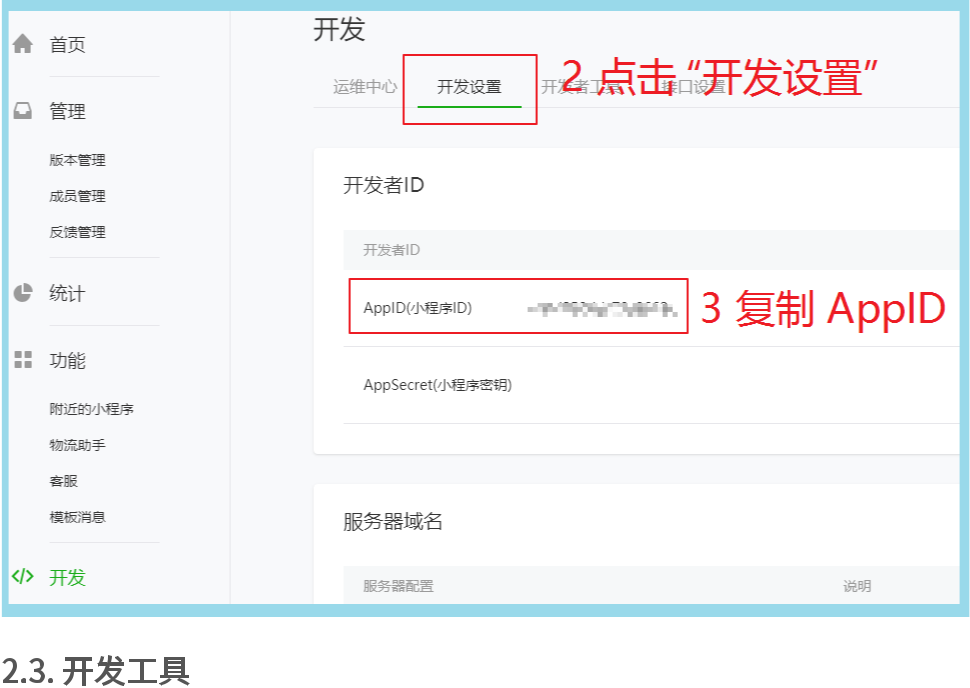 首页
管理
版本管理
成员管理
反馈管理
统计
功能
附近的小程序
物流助手
客服
模板消息
开发
开发
运维中心
开发设置
开发者工具
接口设置
2 点击 “开发设置”
开发者ID
开发者ID
AppID(小程序ID)
3 复制 AppID
AppSecret(小程序密钥)
服务器域名
服务器配置
说明
2.3. 开发工具